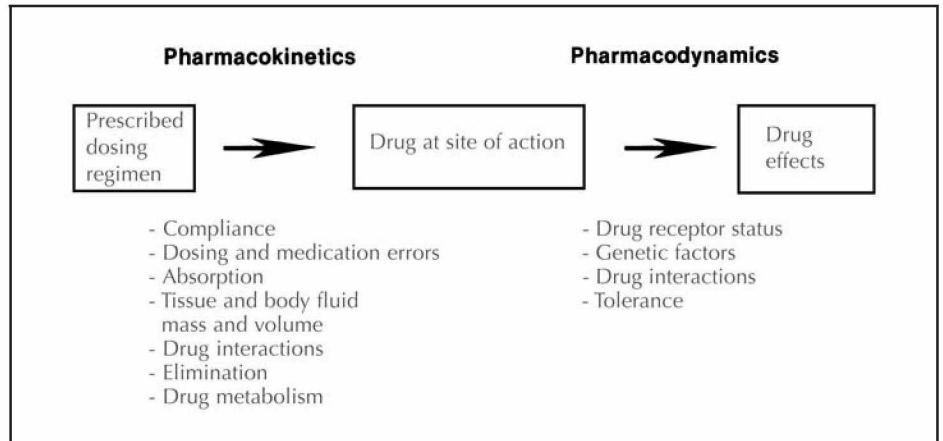 Pharmacokinetics
Pharmacodynamics
Prescribed
dosing
regimen
Drug at site of action
Drug
effects
- Compliance
- Dosing and medication errors
- Absorption
- Tissue and body fluid
mass and volume
- Drug interactions
- Elimination
- Drug metabolism
- Drug receptor status
- Genetic factors
- Drug interactions
- Tolerance